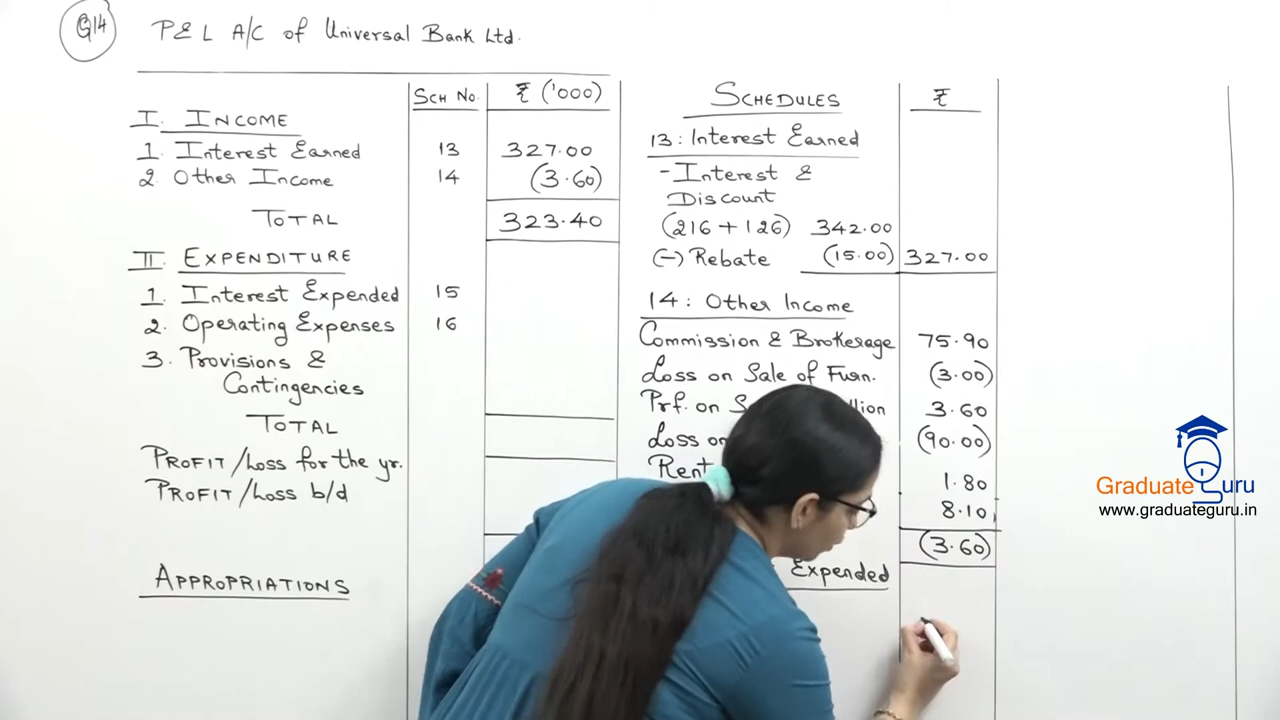 Q14 P & L A/C of Universal Bank Ltd.
SCH NO. ₹ ('000)
I. INCOME
1. Interest Earned 13 327.00
2. Other Income 14 (3.60)
TOTAL 323.40
II. EXPENDITURE
1. Interest Expended 15
2. Operating Expenses 16
3. Provisions &
Contingencies
TOTAL
PROFIT/Loss for the yr.
PROFIT/Loss b/d
APPROPRIATIONS
SCHEDULES ₹
13: Interest Earned
- Interest &
Discount
(216 + 126) 342.00
(-) Rebate (15.00) 327.00
14: Other Income
Commission & Brokerage 75.90
Loss on Sale of Furn. (3.00)
Prf. on 3.60
Loss on (90.00)
Rent 1.80
8.10
(3.60)
Expended
Graduate Guru
www.graduateguru.in